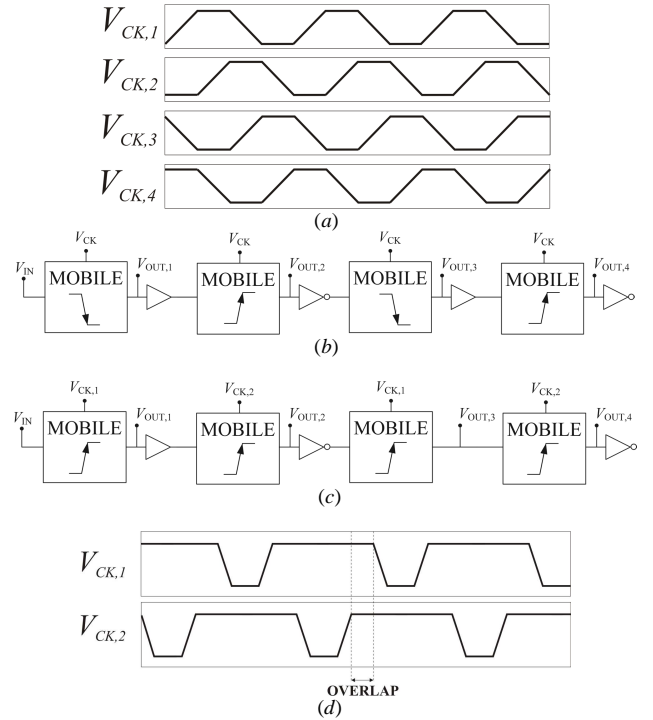 V_CK,1
V_CK,2
V_CK,3
V_CK,4
(a)
V_CK V_CK V_CK V_CK
V_IN MOBILE V_OUT,1 MOBILE V_OUT,2 MOBILE V_OUT,3 MOBILE V_OUT,4
(b)
V_CK,1 V_CK,2 V_CK,1 V_CK,2
V_IN MOBILE V_OUT,1 MOBILE V_OUT,2 MOBILE V_OUT,3 MOBILE V_OUT,4
(c)
V_CK,1
V_CK,2
OVERLAP
(d)